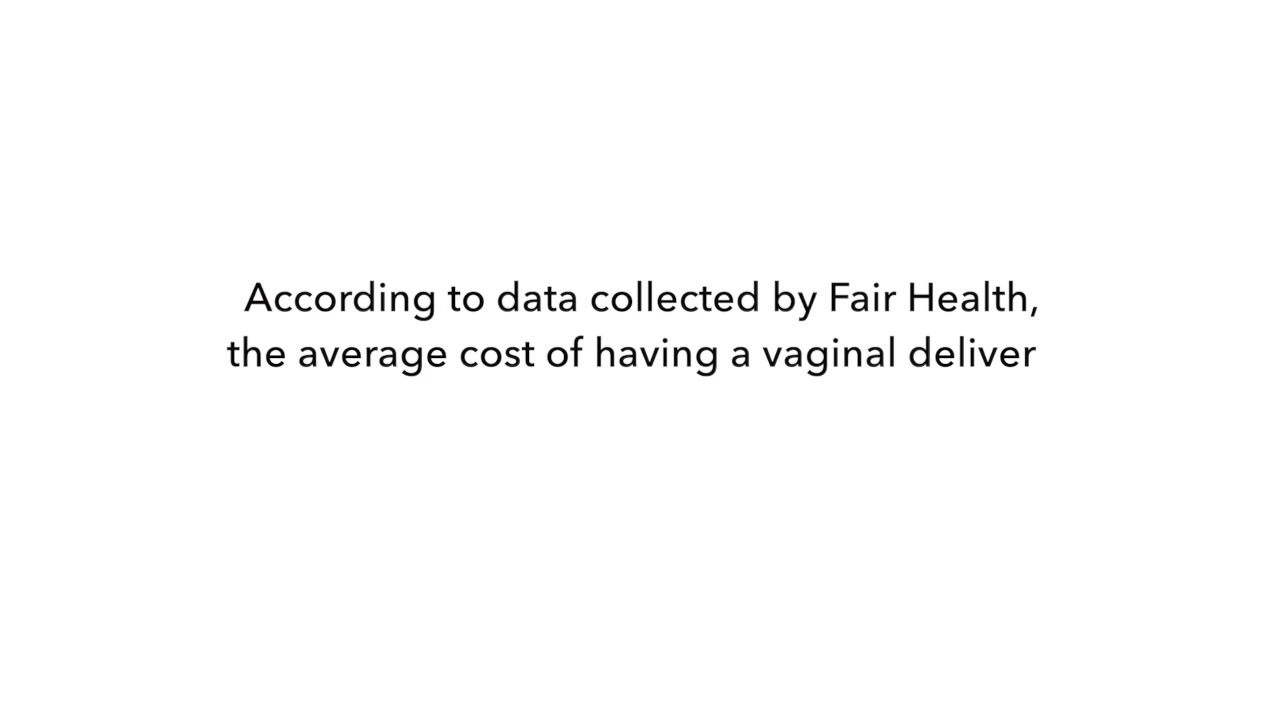 According to data collected by Fair Health,
the average cost of having a vaginal deliver